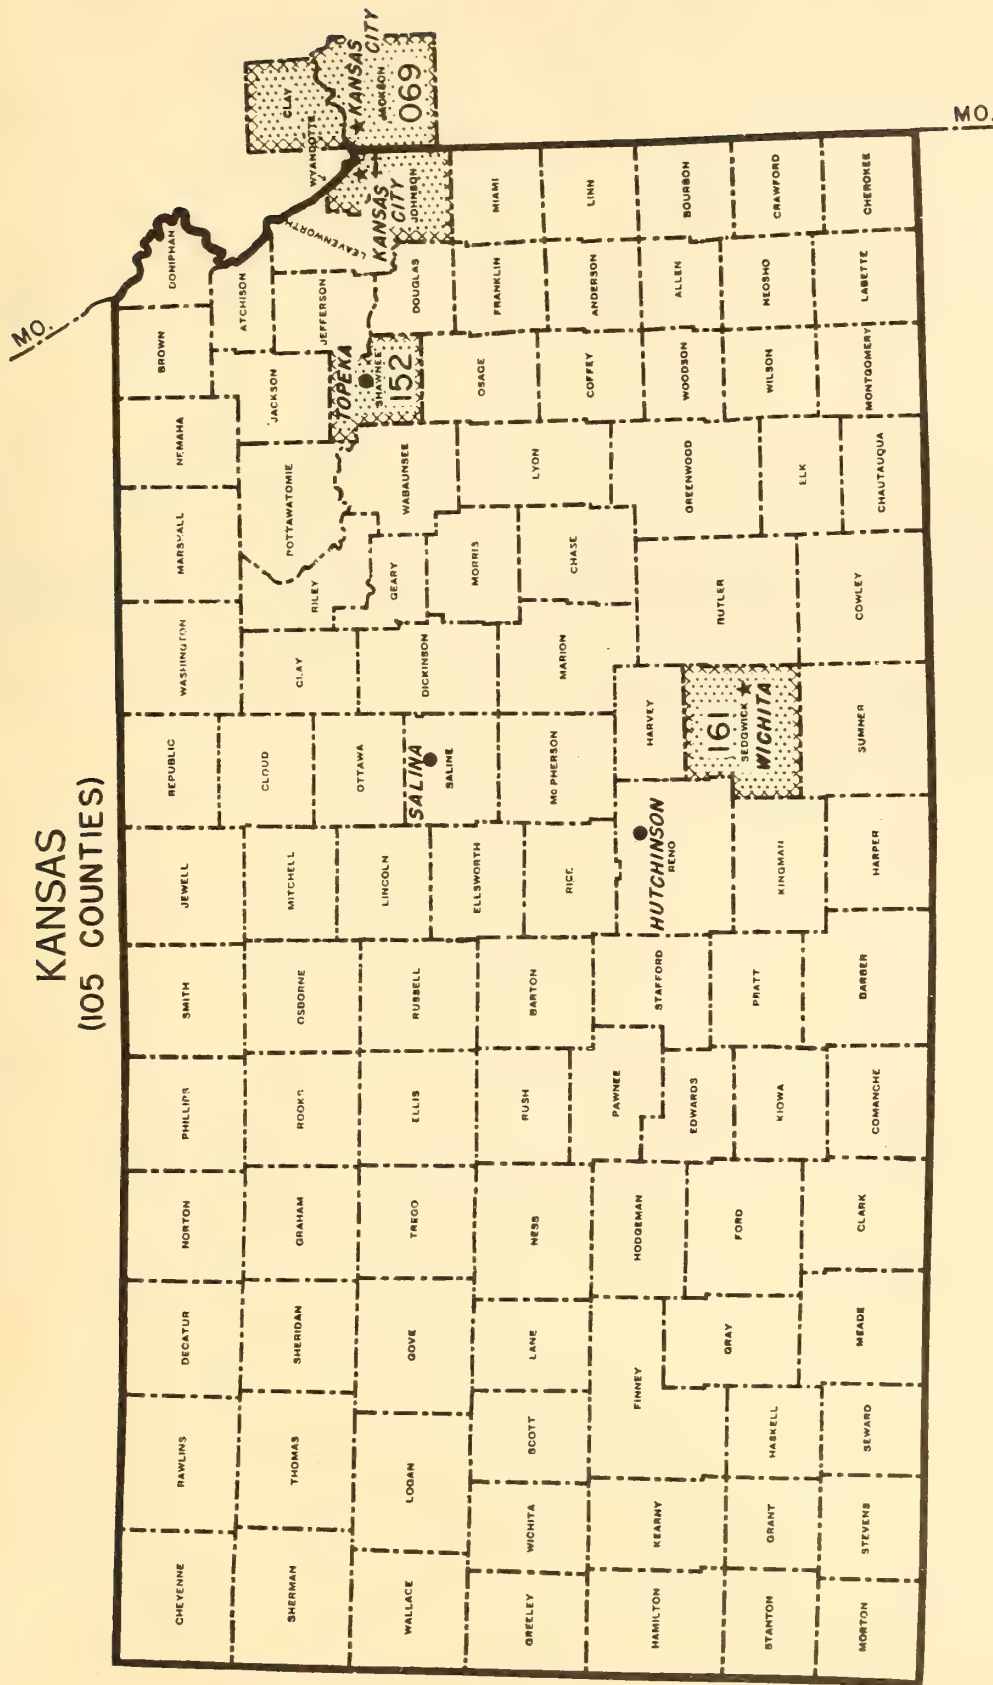 KANSAS
(105 COUNTIES)
MO.
MO.
CHEYENNE
RAWLINS
DECATUR
NORTON
PHILLIPS
SMITH
JEWELL
REPUBLIC
WASHINGTON
MARSHALL
NEMAHA
BROWN
DONIPHAN
SHERMAN
THOMAS
SHERIDAN
GRAHAM
ROOKS
OSBORNE
MITCHELL
CLOUD
CLAY
RILEY
POTTAWATOMIE
JACKSON
ATCHISON
JEFFERSON
LEAVENWORTH
WYANDOTTE
CLAY
KANSAS CITY
JACKSON
069
KANSAS
CITY
JOHNSON
WALLACE
LOGAN
GOVE
TREGO
ELLIS
RUSSELL
LINCOLN
OTTAWA
SALINA
SALINE
DICKINSON
GEARY
WABAUNSEE
TOPEKA
SHAWNEE
152
DOUGLAS
GREELEY
WICHITA
SCOTT
LANE
NESS
RUSH
BARTON
ELLSWORTH
RICE
MC PHERSON
MARION
MORRIS
CHASE
LYON
OSAGE
FRANKLIN
MIAMI
COFFEY
ANDERSON
LINN
HAMILTON
KEARNY
FINNEY
HODGEMAN
PAWNEE
EDWARDS
STAFFORD
HUTCHINSON
RENO
HARVEY
161
SEDGWICK
WICHITA
BUTLER
GREENWOOD
WOODSON
ALLEN
BOURBON
STANTON
GRANT
HASKELL
GRAY
FORD
KIOWA
PRATT
KINGMAN
ELK
WILSON
NEOSHO
CRAWFORD
MORTON
STEVENS
SEWARD
MEADE
CLARK
COMANCHE
BARBER
HARPER
SUMNER
COWLEY
CHAUTAUQUA
MONTGOMERY
LABETTE
CHEROKEE